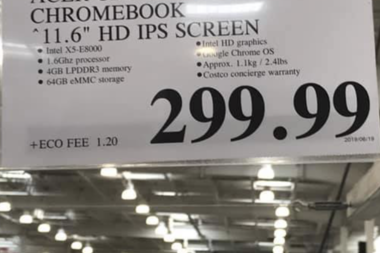 CHROMEBOOK
^11.6" HD IPS SCREEN
• Intel X5-E8000
• 1.6Ghz processor
• 4GB LPDDR3 memory
• 64GB eMMC storage
• Intel HD graphics
• Google Chrome OS
• Approx. 1.1kg / 2.4lbs
• Costco concierge warranty
299.99
+ECO FEE 1.20